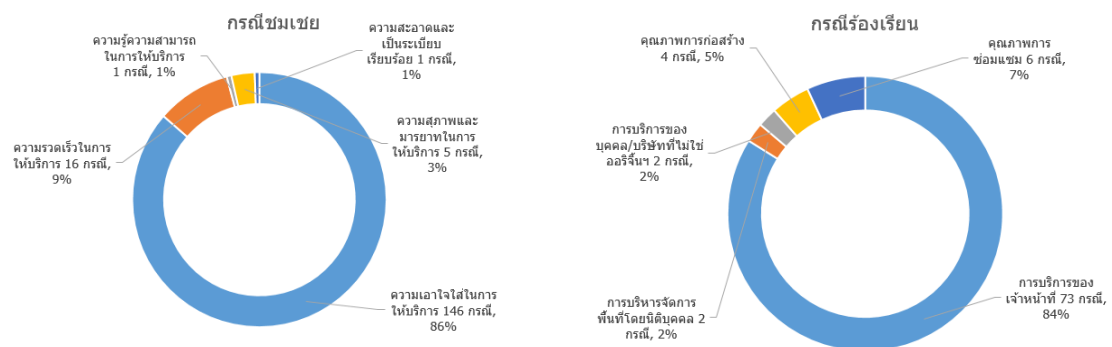 กรณีชมเชย
ความรู้ความสามารถ
ในการให้บริการ
1 กรณี, 1%
ความสะอาดและ
เป็นระเบียบ
เรียบร้อย 1 กรณี,
1%
ความรวดเร็วในการ
ให้บริการ 16 กรณี,
9%
ความสุภาพและ
มารยาทในการ
ให้บริการ 5 กรณี,
3%
ความเอาใจใส่ในการ
ให้บริการ 146 กรณี,
86%
กรณีร้องเรียน
คุณภาพการก่อสร้าง
4 กรณี, 5%
คุณภาพการ
ซ่อมแซม 6 กรณี,
7%
การบริการของ
บุคคล/บริษัทที่ไม่ใช่
ออริจิ้นฯ 2 กรณี,
2%
การบริหารจัดการ
พื้นที่โดยนิติบุคคล 2
กรณี, 2%
การบริการของ
เจ้าหน้าที่ 73 กรณี,
84%